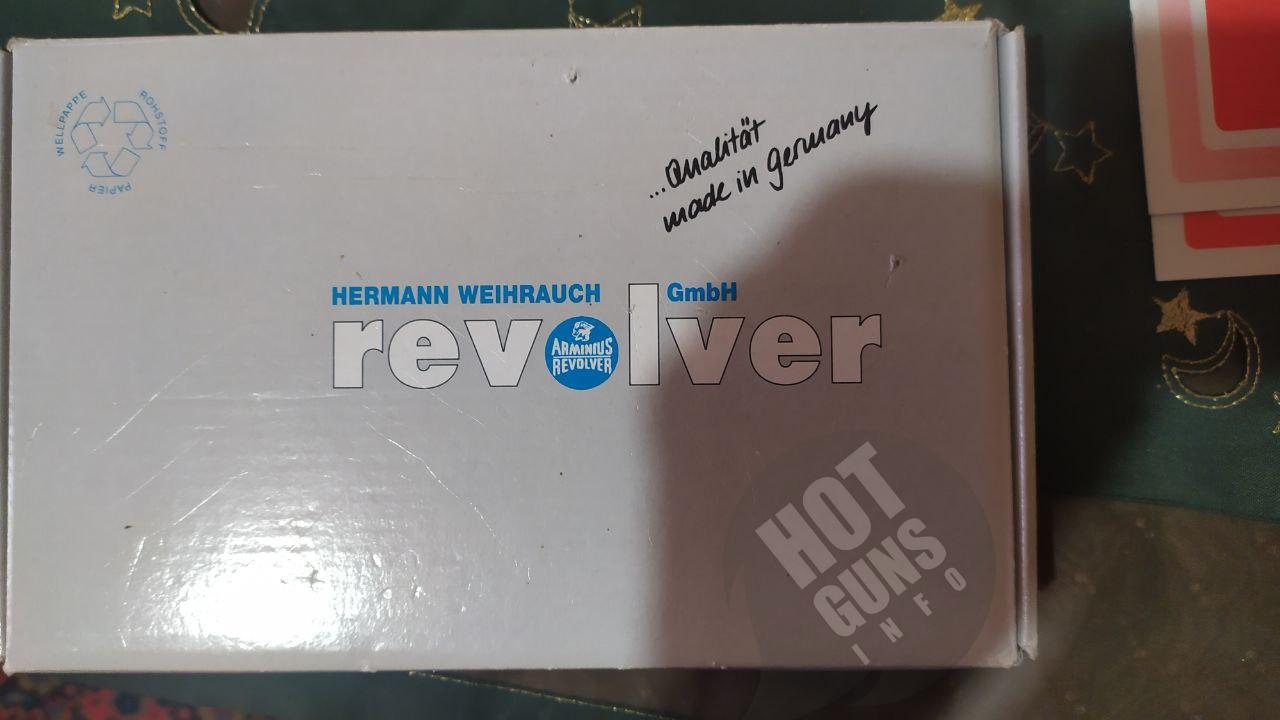 WELLPAPPE
ROHSTOFF
PAPIER
...Qualität
made in germany
HERMANN WEIHRAUCH GmbH
revolver
ARMINIUS
REVOLVER
HOT
GUNS
INFO